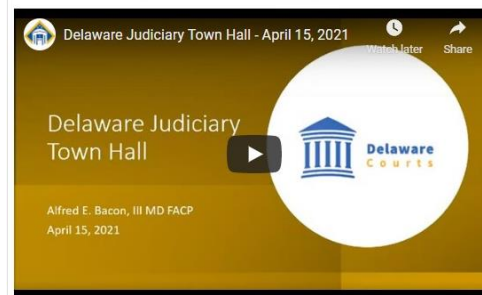 Delaware Judiciary Town Hall - April 15, 2021
Watch later
Share
Delaware Judiciary
Town Hall
Delaware
Courts
Alfred E. Bacon, III MD FACP
April 15, 2021